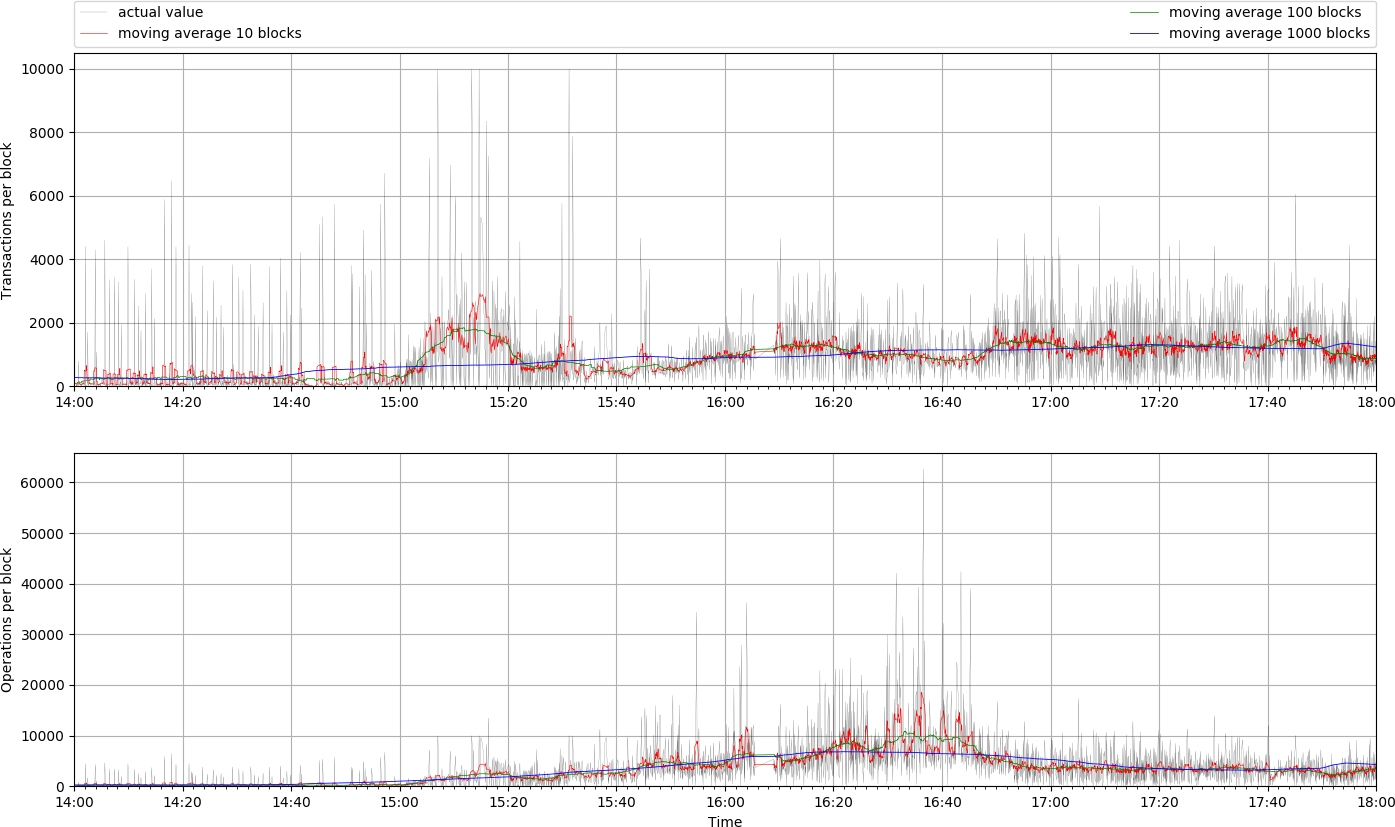 actual value
moving average 10 blocks
moving average 100 blocks
moving average 1000 blocks
Transactions per block
10000
8000
6000
4000
2000
0
14:00 14:20 14:40 15:00 15:20 15:40 16:00 16:20 16:40 17:00 17:20 17:40 18:00
Operations per block
60000
50000
40000
30000
20000
10000
0
14:00 14:20 14:40 15:00 15:20 15:40 16:00 16:20 16:40 17:00 17:20 17:40 18:00
Time